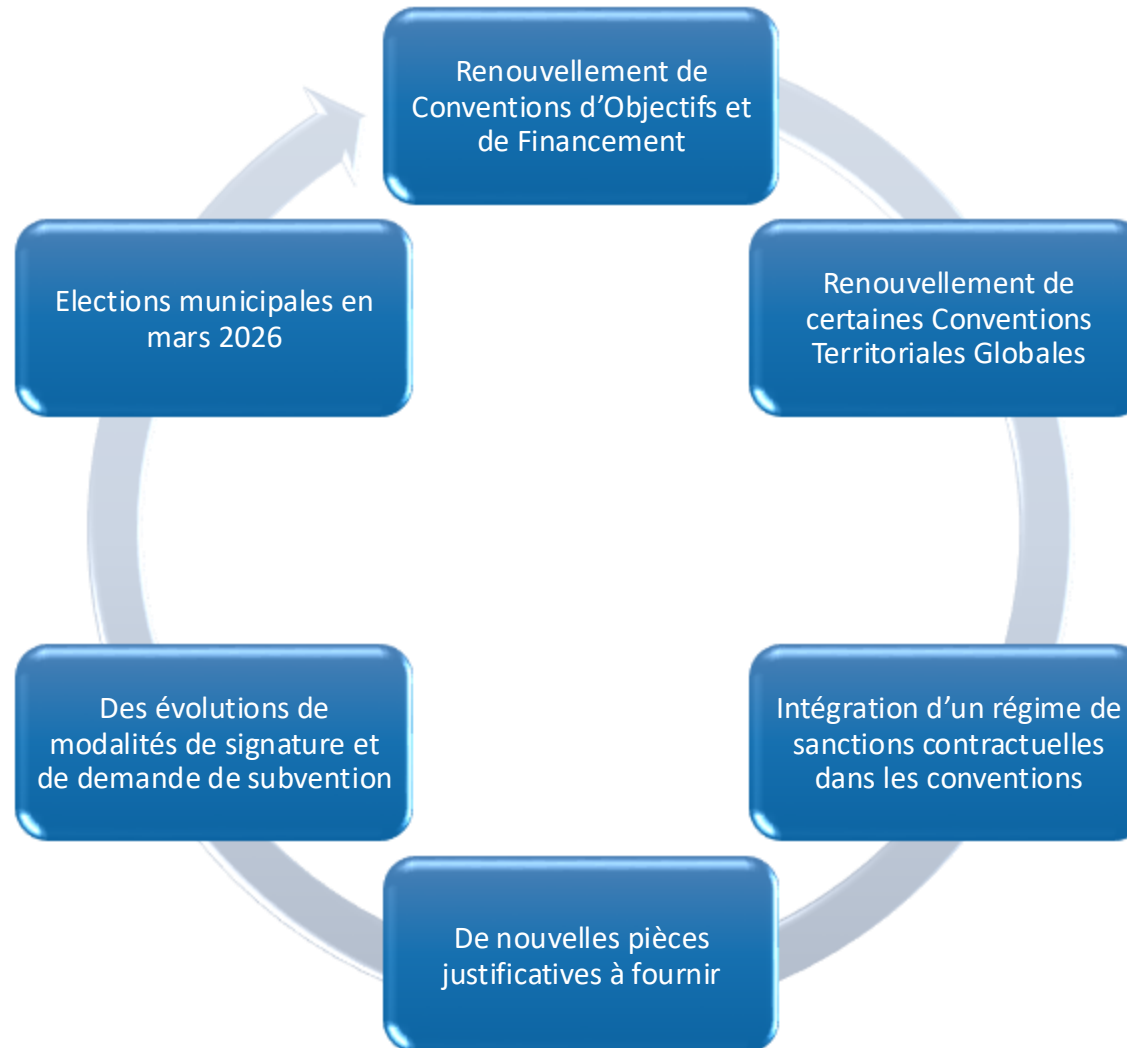 Renouvellement de
Conventions d’Objectifs et
de Financement
Renouvellement de
certaines Conventions
Territoriales Globales
Intégration d’un régime de
sanctions contractuelles
dans les conventions
De nouvelles pièces
justificatives à fournir
Des évolutions de
modalités de signature et
de demande de subvention
Elections municipales en
mars 2026